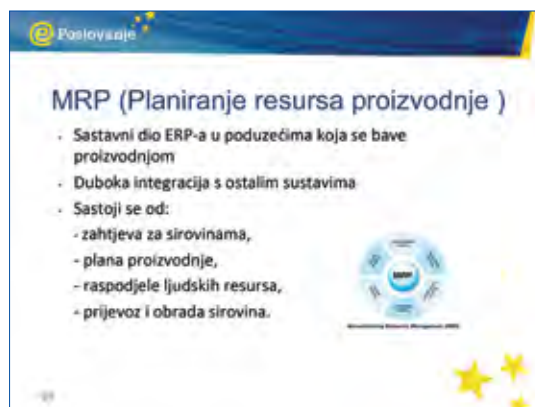 e Poslovanje
MRP (Planiranje resursa proizvodnje )
Sastavni dio ERP-a u poduzećima koja se bave
proizvodnjom
Duboka integracija s ostalim sustavima
Sastoji se od:
- zahtjeva za sirovinama,
- plana proizvodnje,
- raspodjele ljudskih resursa,
- prijevoz i obrada sirovina.
MRP